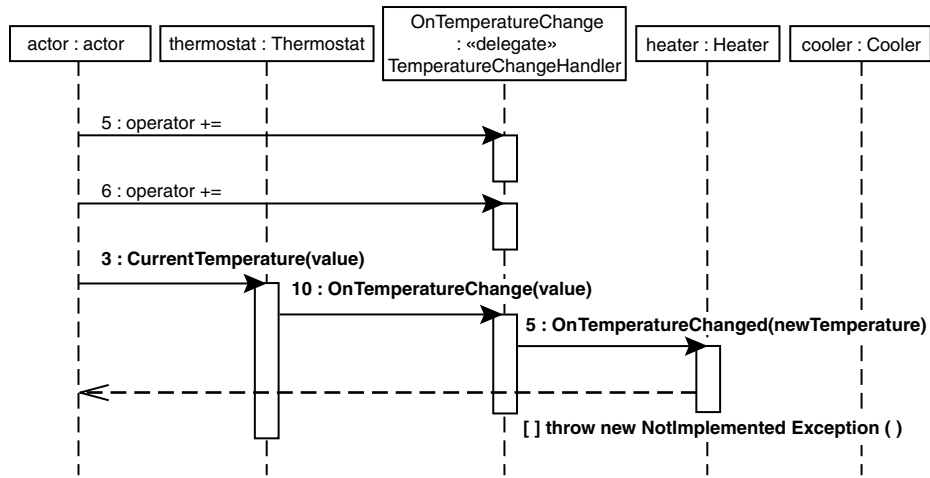 actor : actor
thermostat : Thermostat
OnTemperatureChange
: «delegate»
TemperatureChangeHandler
heater : Heater
cooler : Cooler
5 : operator +=
6 : operator +=
3 : CurrentTemperature(value)
10 : OnTemperatureChange(value)
5 : OnTemperatureChanged(newTemperature)
[ ] throw new NotImplemented Exception ( )